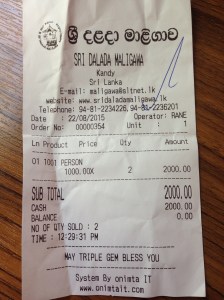 ශ්‍රී දළදා මාලිගාව
SRI DALADA MALIGAWA
Kandy
Sri Lanka
E-mail: maligawa@sltnet.lk
website: www.sridaladamaligawa.lk
Telephone: 94-81-2234226, 94-81-2236201
Date : 22/08/2015 Operator: RANE
Order No: 00000354 Unit : 1
Ln Product Price Qty Amount
01 1001 PERSON
1000.00X 2 2000.00
SUB TOTAL 2000.00
CASH 2000.00
BALANCE 0.00
NO OF QTY SOLD : 2
TIME : 12:29:31 PM
MAY TRIPLE GEM BLESS YOU
System By onimta IT
www.onimtait.com